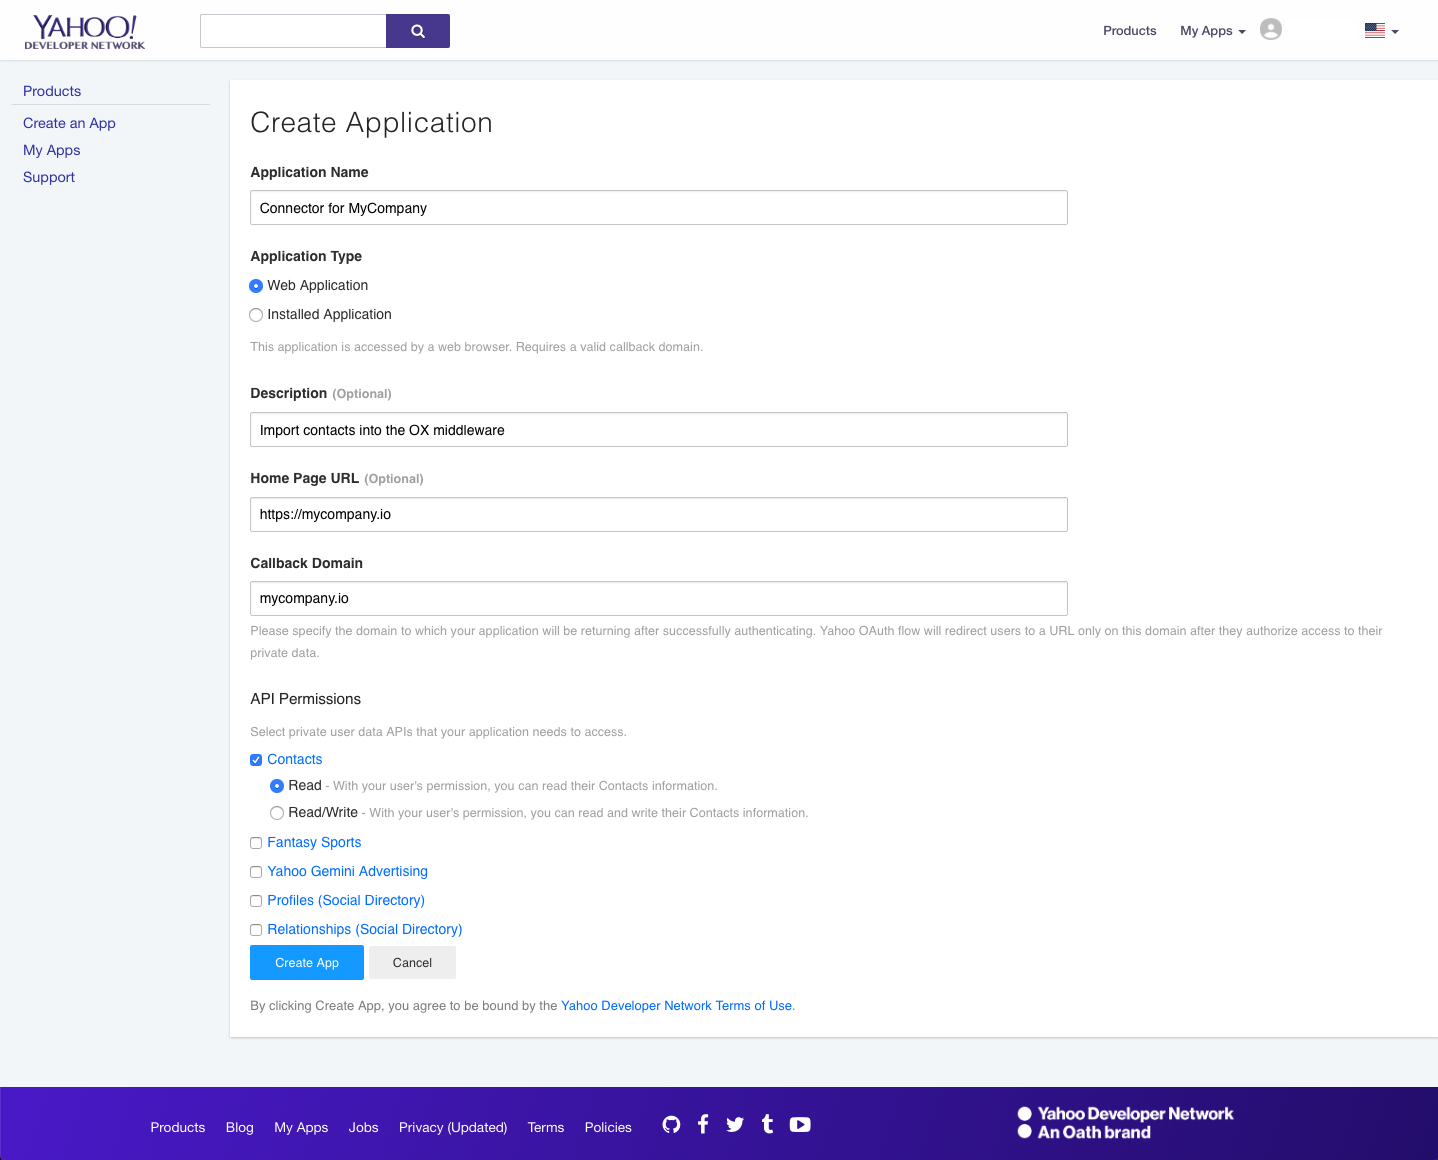 YAHOO!
DEVELOPER NETWORK
Products
My Apps
Products
Create an App
My Apps
Support
Create Application
Application Name
Connector for MyCompany
Application Type
Web Application
Installed Application
This application is accessed by a web browser. Requires a valid callback domain.
Description (Optional)
Import contacts into the OX middleware
Home Page URL (Optional)
https://mycompany.io
Callback Domain
mycompany.io
Please specify the domain to which your application will be returning after successfully authenticating. Yahoo OAuth flow will redirect users to a URL only on this domain after they authorize access to their
private data.
API Permissions
Select private user data APIs that your application needs to access.
Contacts
Read - With your user's permission, you can read their Contacts information.
Read/Write - With your user's permission, you can read and write their Contacts information.
Fantasy Sports
Yahoo Gemini Advertising
Profiles (Social Directory)
Relationships (Social Directory)
Create App
Cancel
By clicking Create App, you agree to be bound by the Yahoo Developer Network Terms of Use.
Products
Blog
My Apps
Jobs
Privacy (Updated)
Terms
Policies
Yahoo Developer Network
An Oath brand